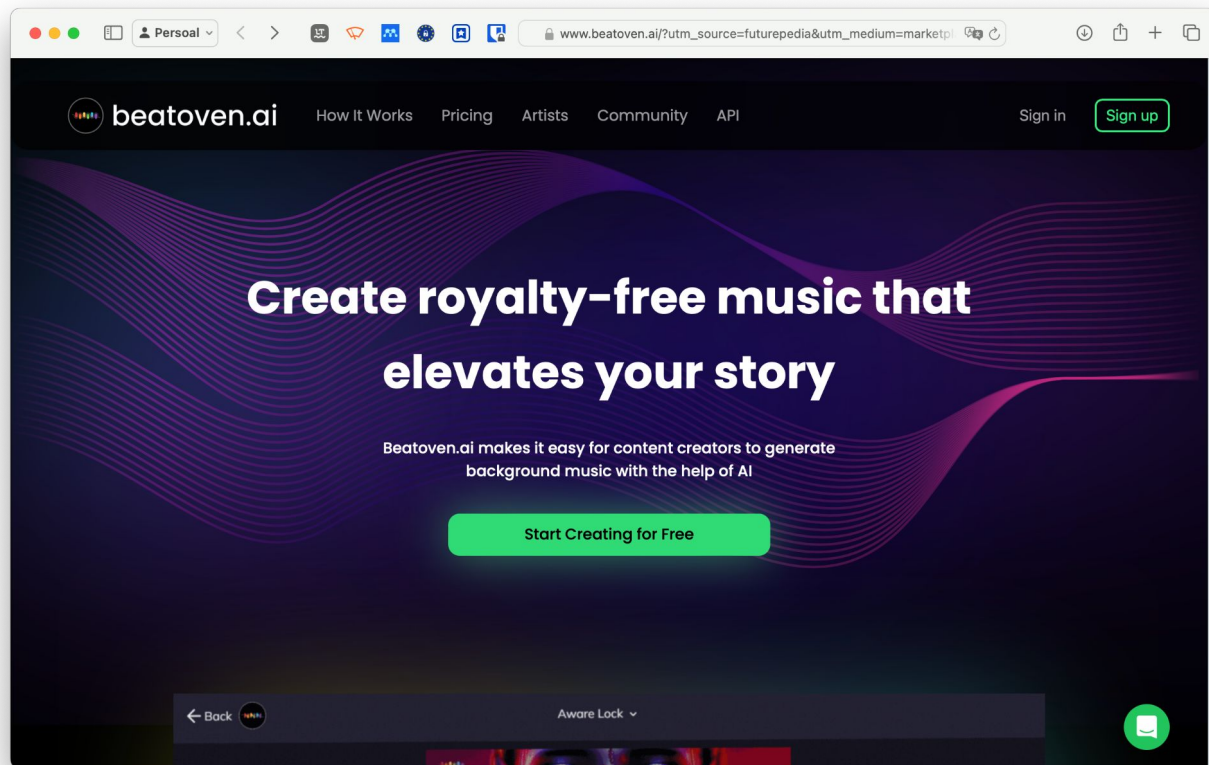 Persoal
www.beatoven.ai/?utm_source=futurepedia&utm_medium=marketpl
beatoven.ai
How It Works
Pricing
Artists
Community
API
Sign in
Sign up
Create royalty-free music that
elevates your story
Beatoven.ai makes it easy for content creators to generate
background music with the help of AI
Start Creating for Free
Back
Aware Lock